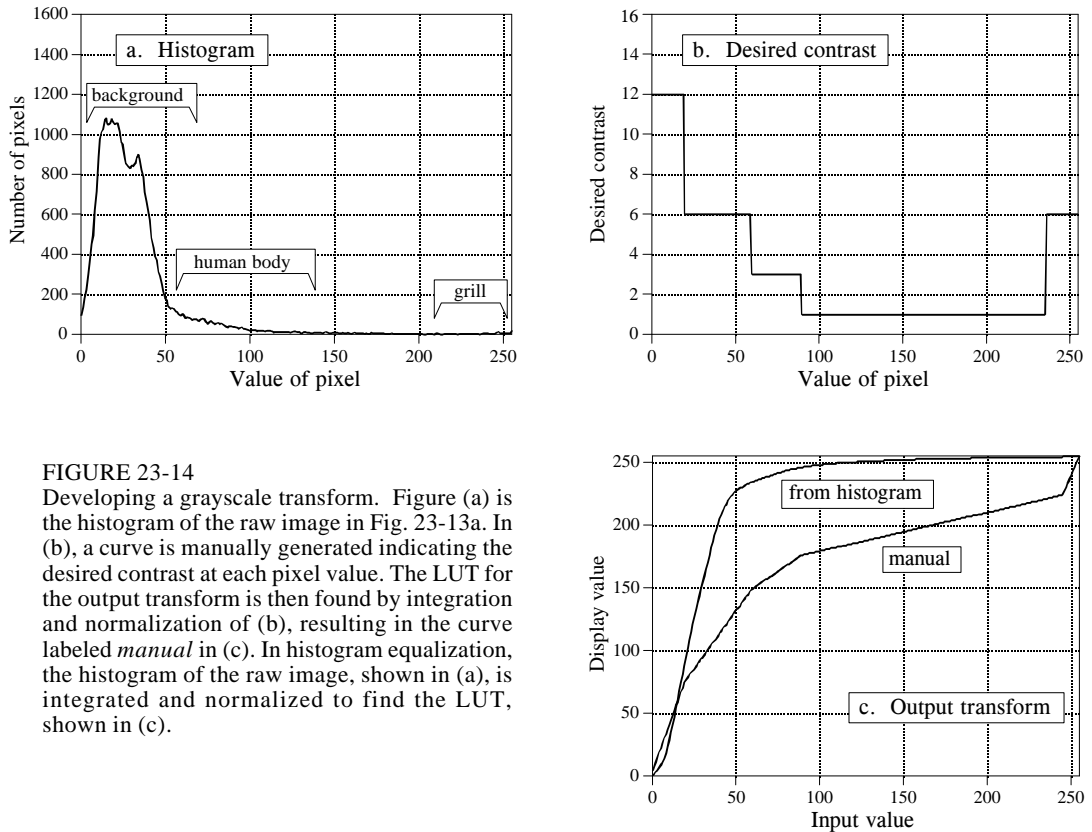 1600
1400
1200
1000
800
600
400
200
0
Number of pixels
a. Histogram
background
human body
grill
0 50 100 150 200 250
Value of pixel
16
14
12
10
8
6
4
2
0
Desired contrast
b. Desired contrast
0 50 100 150 200 250
Value of pixel
FIGURE 23-14
Developing a grayscale transform. Figure (a) is
the histogram of the raw image in Fig. 23-13a. In
(b), a curve is manually generated indicating the
desired contrast at each pixel value. The LUT for
the output transform is then found by integration
and normalization of (b), resulting in the curve
labeled manual in (c). In histogram equalization,
the histogram of the raw image, shown in (a), is
integrated and normalized to find the LUT,
shown in (c).
250
200
150
100
50
0
Display value
from histogram
manual
c. Output transform
0 50 100 150 200 250
Input value